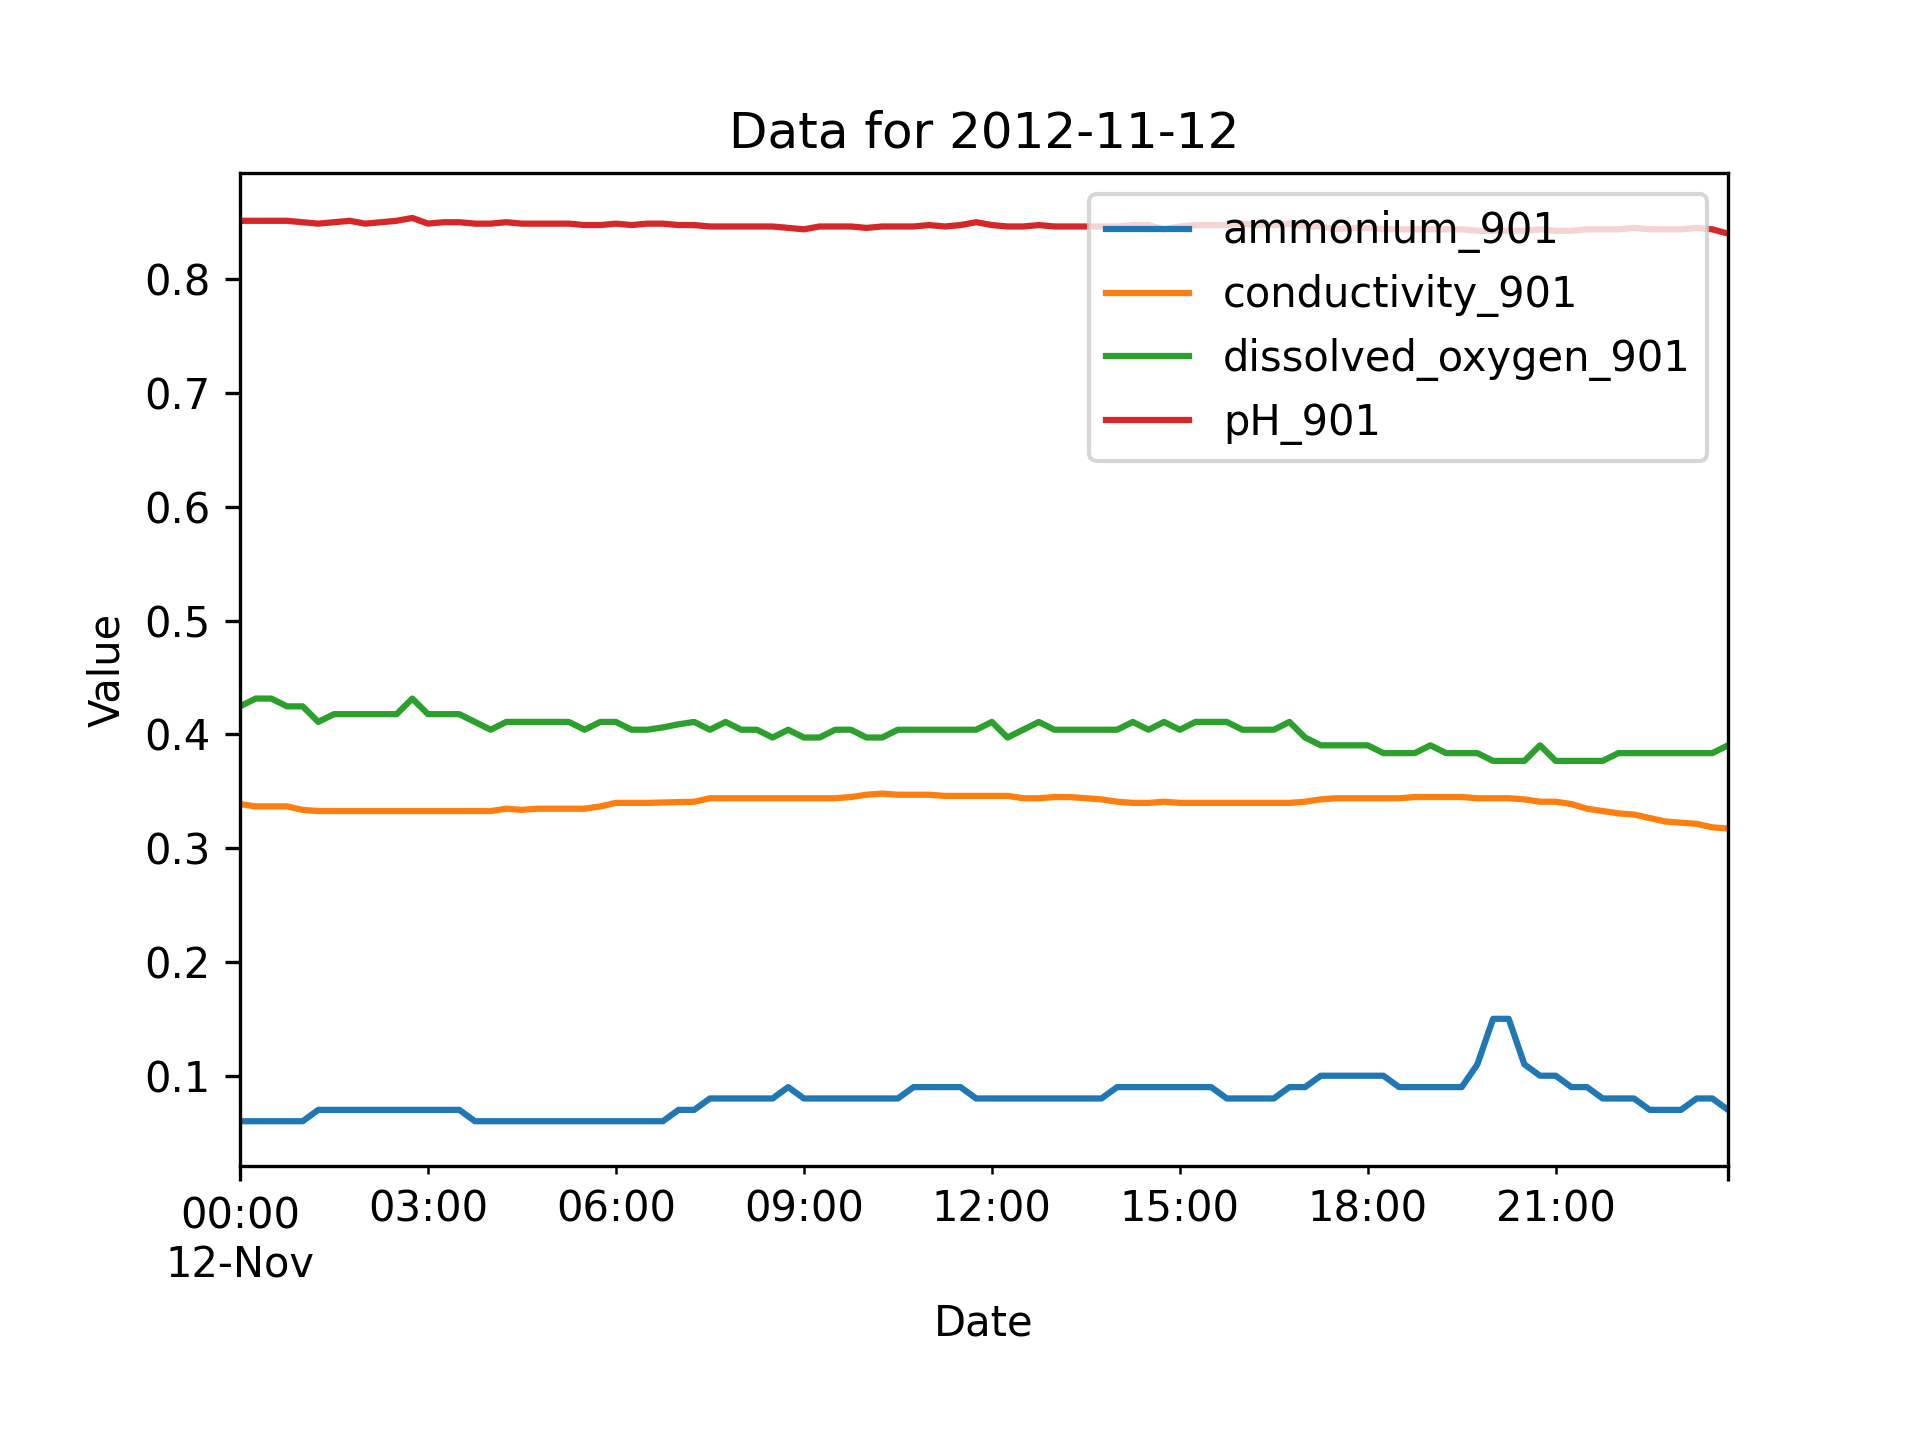 Data for 2012-11-12
ammonium_901
conductivity_901
dissolved_oxygen_901
pH_901
Value
0.8
0.7
0.6
0.5
0.4
0.3
0.2
0.1
00:00 03:00 06:00 09:00 12:00 15:00 18:00 21:00
12-Nov
Date